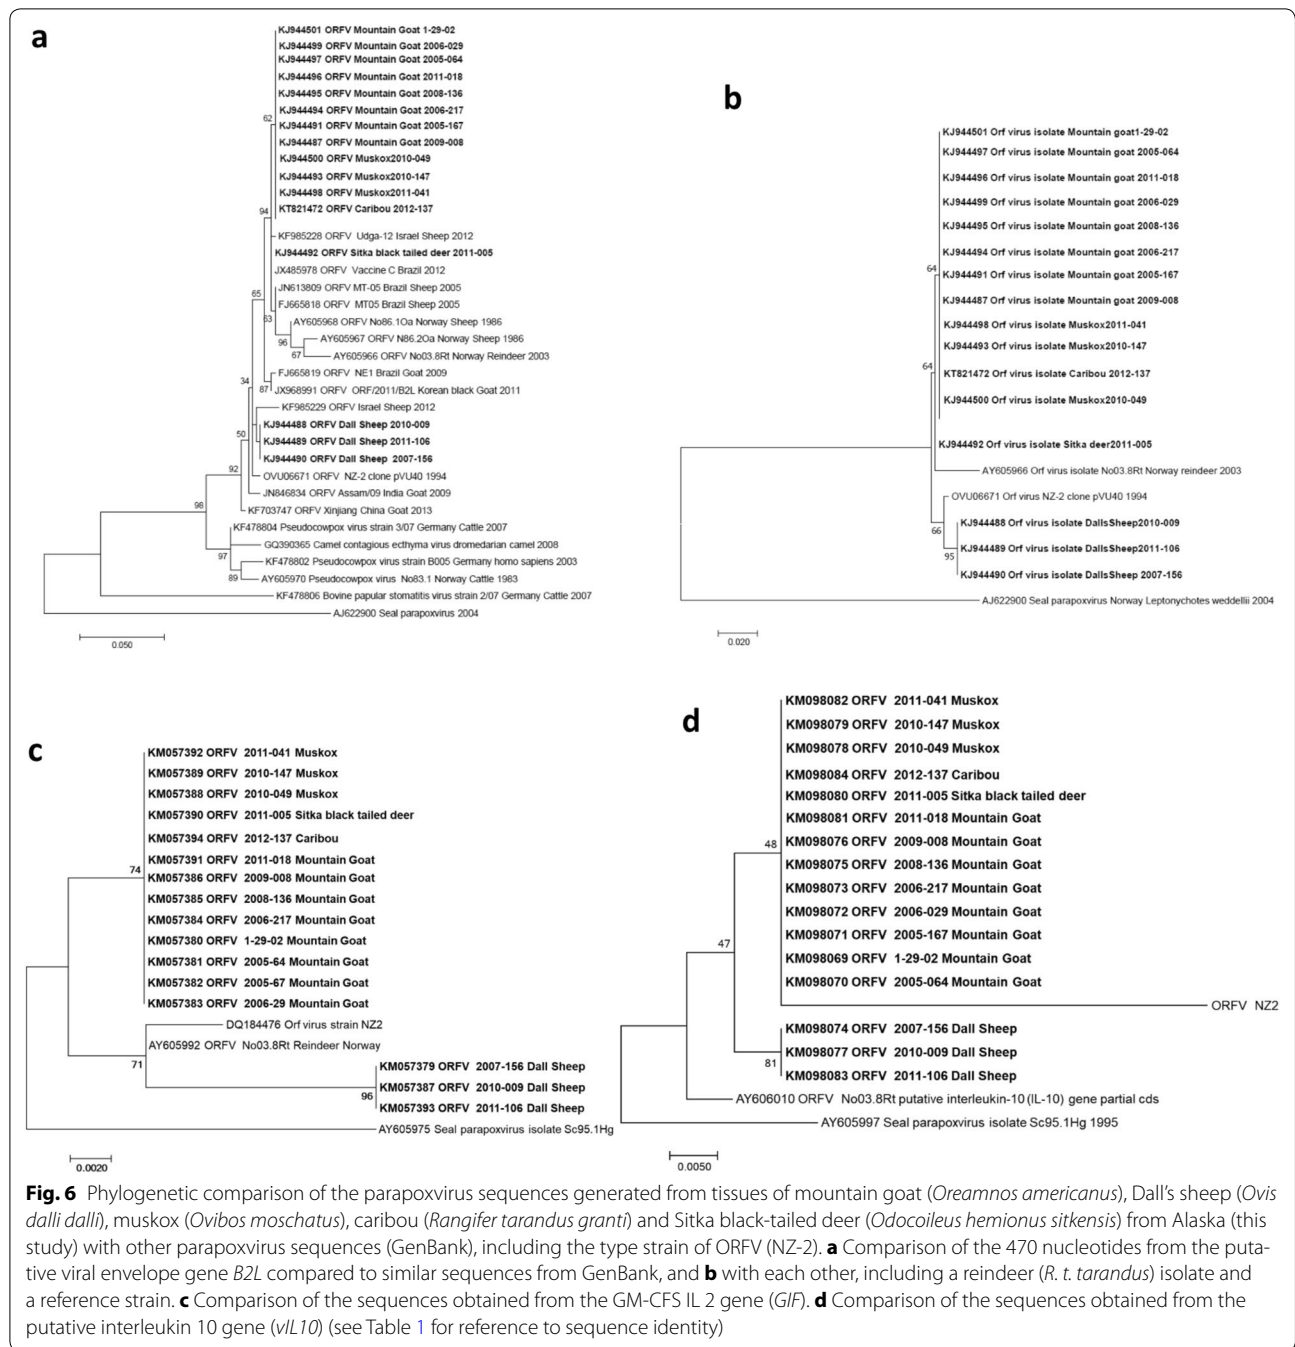 a
KJ944501 ORFV Mountain Goat 1-29-02
KJ944499 ORFV Mountain Goat 2006-029
KJ944497 ORFV Mountain Goat 2005-064
KJ944496 ORFV Mountain Goat 2011-018
KJ944495 ORFV Mountain Goat 2008-136
KJ944494 ORFV Mountain Goat 2006-217
62
KJ944491 ORFV Mountain Goat 2005-167
KJ944487 ORFV Mountain Goat 2009-008
KJ944500 ORFV Muskox2010-049
KJ944493 ORFV Muskox2010-147
KJ944498 ORFV Muskox2011-041
KT821472 ORFV Caribou 2012-137
94
KF985228 ORFV Udga-12 Israel Sheep 2012
KJ944492 ORFV Sitka black tailed deer 2011-005
JX485978 ORFV Vaccine C Brazil 2012
65
JN613809 ORFV MT-05 Brazil Sheep 2005
FJ665818 ORFV MT05 Brazil Sheep 2005
63
AY605968 ORFV No86.1Oa Norway Sheep 1986
96
AY605967 ORFV N86.2Oa Norway Sheep 1986
67
AY605966 ORFV No03.8Rt Norway Reindeer 2003
FJ665819 ORFV NE1 Brazil Goat 2009
34
87
JX968991 ORFV ORF/2011/B2L Korean black Goat 2011
KF985229 ORFV Israel Sheep 2012
KJ944488 ORFV Dall Sheep 2010-009
50
KJ944489 ORFV Dall Sheep 2011-106
KJ944490 ORFV Dall Sheep 2007-156
92
OVU06671 ORFV NZ-2 clone pVU40 1994
JN846834 ORFV Assam/09 India Goat 2009
98
KF703747 ORFV Xinjiang China Goat 2013
KF478804 Pseudocowpox virus strain 3/07 Germany Cattle 2007
GQ390365 Camel contagious ecthyma virus dromedarian camel 2008
97
KF478802 Pseudocowpox virus strain B005 Germany homo sapiens 2003
89
AY605970 Pseudocowpox virus No83.1 Norway Cattle 1983
KF478806 Bovine papular stomatitis virus strain 2/07 Germany Cattle 2007
AJ622900 Seal parapoxvirus 2004
0.050
b
KJ944501 Orf virus isolate Mountain goat1-29-02
KJ944497 Orf virus isolate Mountain goat 2005-064
KJ944496 Orf virus isolate Mountain goat 2011-018
KJ944499 Orf virus isolate Mountain goat 2006-029
KJ944495 Orf virus isolate Mountain goat 2008-136
KJ944494 Orf virus isolate Mountain goat 2006-217
64
KJ944491 Orf virus isolate Mountain goat 2005-167
KJ944487 Orf virus isolate Mountain goat 2009-008
KJ944498 Orf virus isolate Muskox2011-041
KJ944493 Orf virus isolate Muskox2010-147
64
KT821472 Orf virus isolate Caribou 2012-137
KJ944500 Orf virus isolate Muskox2010-049
KJ944492 Orf virus isolate Sitka deer2011-005
AY605966 Orf virus isolate No03.8Rt Norway reindeer 2003
OVU06671 Orf virus NZ-2 clone pVU40 1994
66
KJ944488 Orf virus isolate DallsSheep2010-009
KJ944489 Orf virus isolate DallsSheep2011-106
95
KJ944490 Orf virus isolate DallsSheep 2007-156
AJ622900 Seal parapoxvirus Norway Leptonychotes weddellii 2004
0.020
c
KM057392 ORFV 2011-041 Muskox
KM057389 ORFV 2010-147 Muskox
KM057388 ORFV 2010-049 Muskox
KM057390 ORFV 2011-005 Sitka black tailed deer
KM057394 ORFV 2012-137 Caribou
KM057391 ORFV 2011-018 Mountain Goat
74
KM057386 ORFV 2009-008 Mountain Goat
KM057385 ORFV 2008-136 Mountain Goat
KM057384 ORFV 2006-217 Mountain Goat
KM057380 ORFV 1-29-02 Mountain Goat
KM057381 ORFV 2005-64 Mountain Goat
KM057382 ORFV 2005-67 Mountain Goat
KM057383 ORFV 2006-29 Mountain Goat
DQ184476 Orf virus strain NZ2
AY605992 ORFV No03.8Rt Reindeer Norway
71
KM057379 ORFV 2007-156 Dall Sheep
KM057387 ORFV 2010-009 Dall Sheep
96
KM057393 ORFV 2011-106 Dall Sheep
AY605975 Seal parapoxvirus isolate Sc95.1Hg
0.0020
d
KM098082 ORFV 2011-041 Muskox
KM098079 ORFV 2010-147 Muskox
KM098078 ORFV 2010-049 Muskox
KM098084 ORFV 2012-137 Caribou
KM098080 ORFV 2011-005 Sitka black tailed deer
KM098081 ORFV 2011-018 Mountain Goat
48
KM098076 ORFV 2009-008 Mountain Goat
KM098075 ORFV 2008-136 Mountain Goat
KM098073 ORFV 2006-217 Mountain Goat
KM098072 ORFV 2006-029 Mountain Goat
KM098071 ORFV 2005-167 Mountain Goat
47
KM098069 ORFV 1-29-02 Mountain Goat
KM098070 ORFV 2005-064 Mountain Goat
ORFV NZ2
KM098074 ORFV 2007-156 Dall Sheep
KM098077 ORFV 2010-009 Dall Sheep
81
KM098083 ORFV 2011-106 Dall Sheep
AY606010 ORFV No03.8Rt putative interleukin-10 (IL-10) gene partial cds
AY605997 Seal parapoxvirus isolate Sc95.1Hg 1995
0.0050
Fig. 6 Phylogenetic comparison of the parapoxvirus sequences generated from tissues of mountain goat (Oreamnos americanus), Dall's sheep (Ovis
dalli dalli), muskox (Ovibos moschatus), caribou (Rangifer tarandus granti) and Sitka black-tailed deer (Odocoileus hemionus sitkensis) from Alaska (this
study) with other parapoxvirus sequences (GenBank), including the type strain of ORFV (NZ-2). a Comparison of the 470 nucleotides from the puta-
tive viral envelope gene B2L compared to similar sequences from GenBank, and b with each other, including a reindeer (R. t. tarandus) isolate and
a reference strain. c Comparison of the sequences obtained from the GM-CFS IL 2 gene (GIF). d Comparison of the sequences obtained from the
putative interleukin 10 gene (vIL10) (see Table 1 for reference to sequence identity)